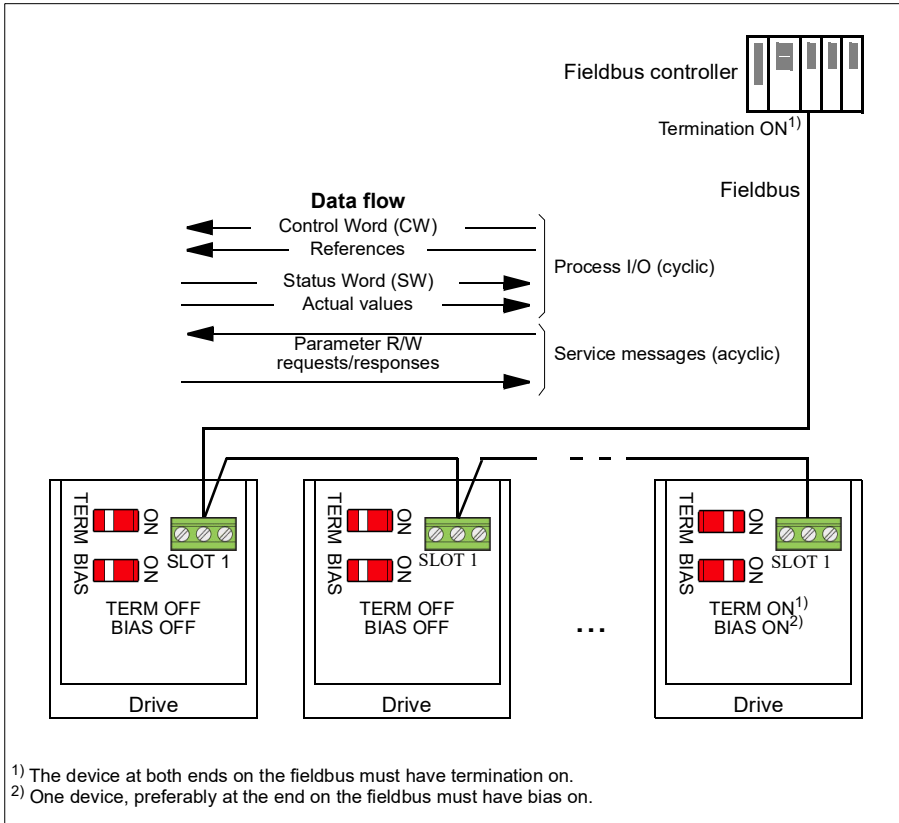 Fieldbus controller
Termination ON1)
Fieldbus
Data flow
Control Word (CW)
References
Status Word (SW)
Actual values
Process I/O (cyclic)
Parameter R/W
requests/responses
Service messages (acyclic)
TERM
ON
BIAS
ON
SLOT 1
TERM OFF
BIAS OFF
Drive
TERM
ON
BIAS
ON
SLOT 1
TERM OFF
BIAS OFF
Drive
...
TERM
ON
BIAS
ON
SLOT 1
TERM ON1)
BIAS ON2)
Drive
1) The device at both ends on the fieldbus must have termination on.
2) One device, preferably at the end on the fieldbus must have bias on.